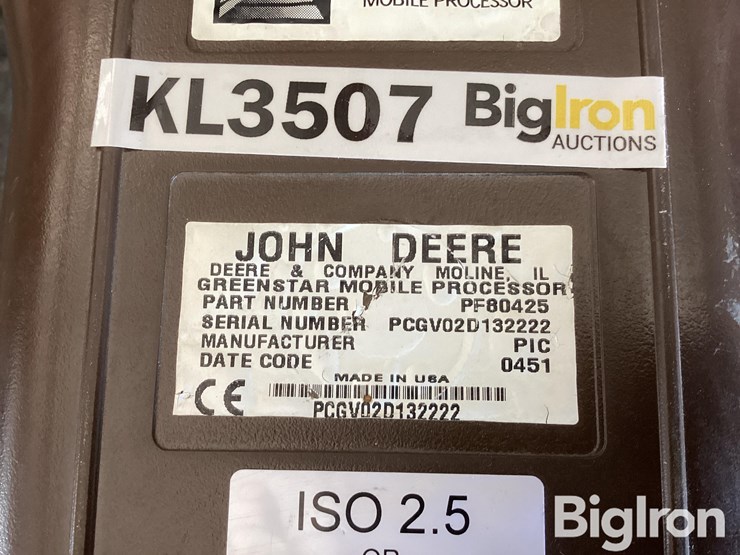 MOBILE PROCESSOR
KL3507 BigIron
AUCTIONS
JOHN DEERE
DEERE & COMPANY MOLINE, IL
GREENSTAR MOBILE PROCESSOR
PART NUMBER PF80425
SERIAL NUMBER PCGV02D132222
MANUFACTURER PIC
DATE CODE 0451
MADE IN USA
CE
PCGV02D132222
ISO 2.5
OR
BigIron